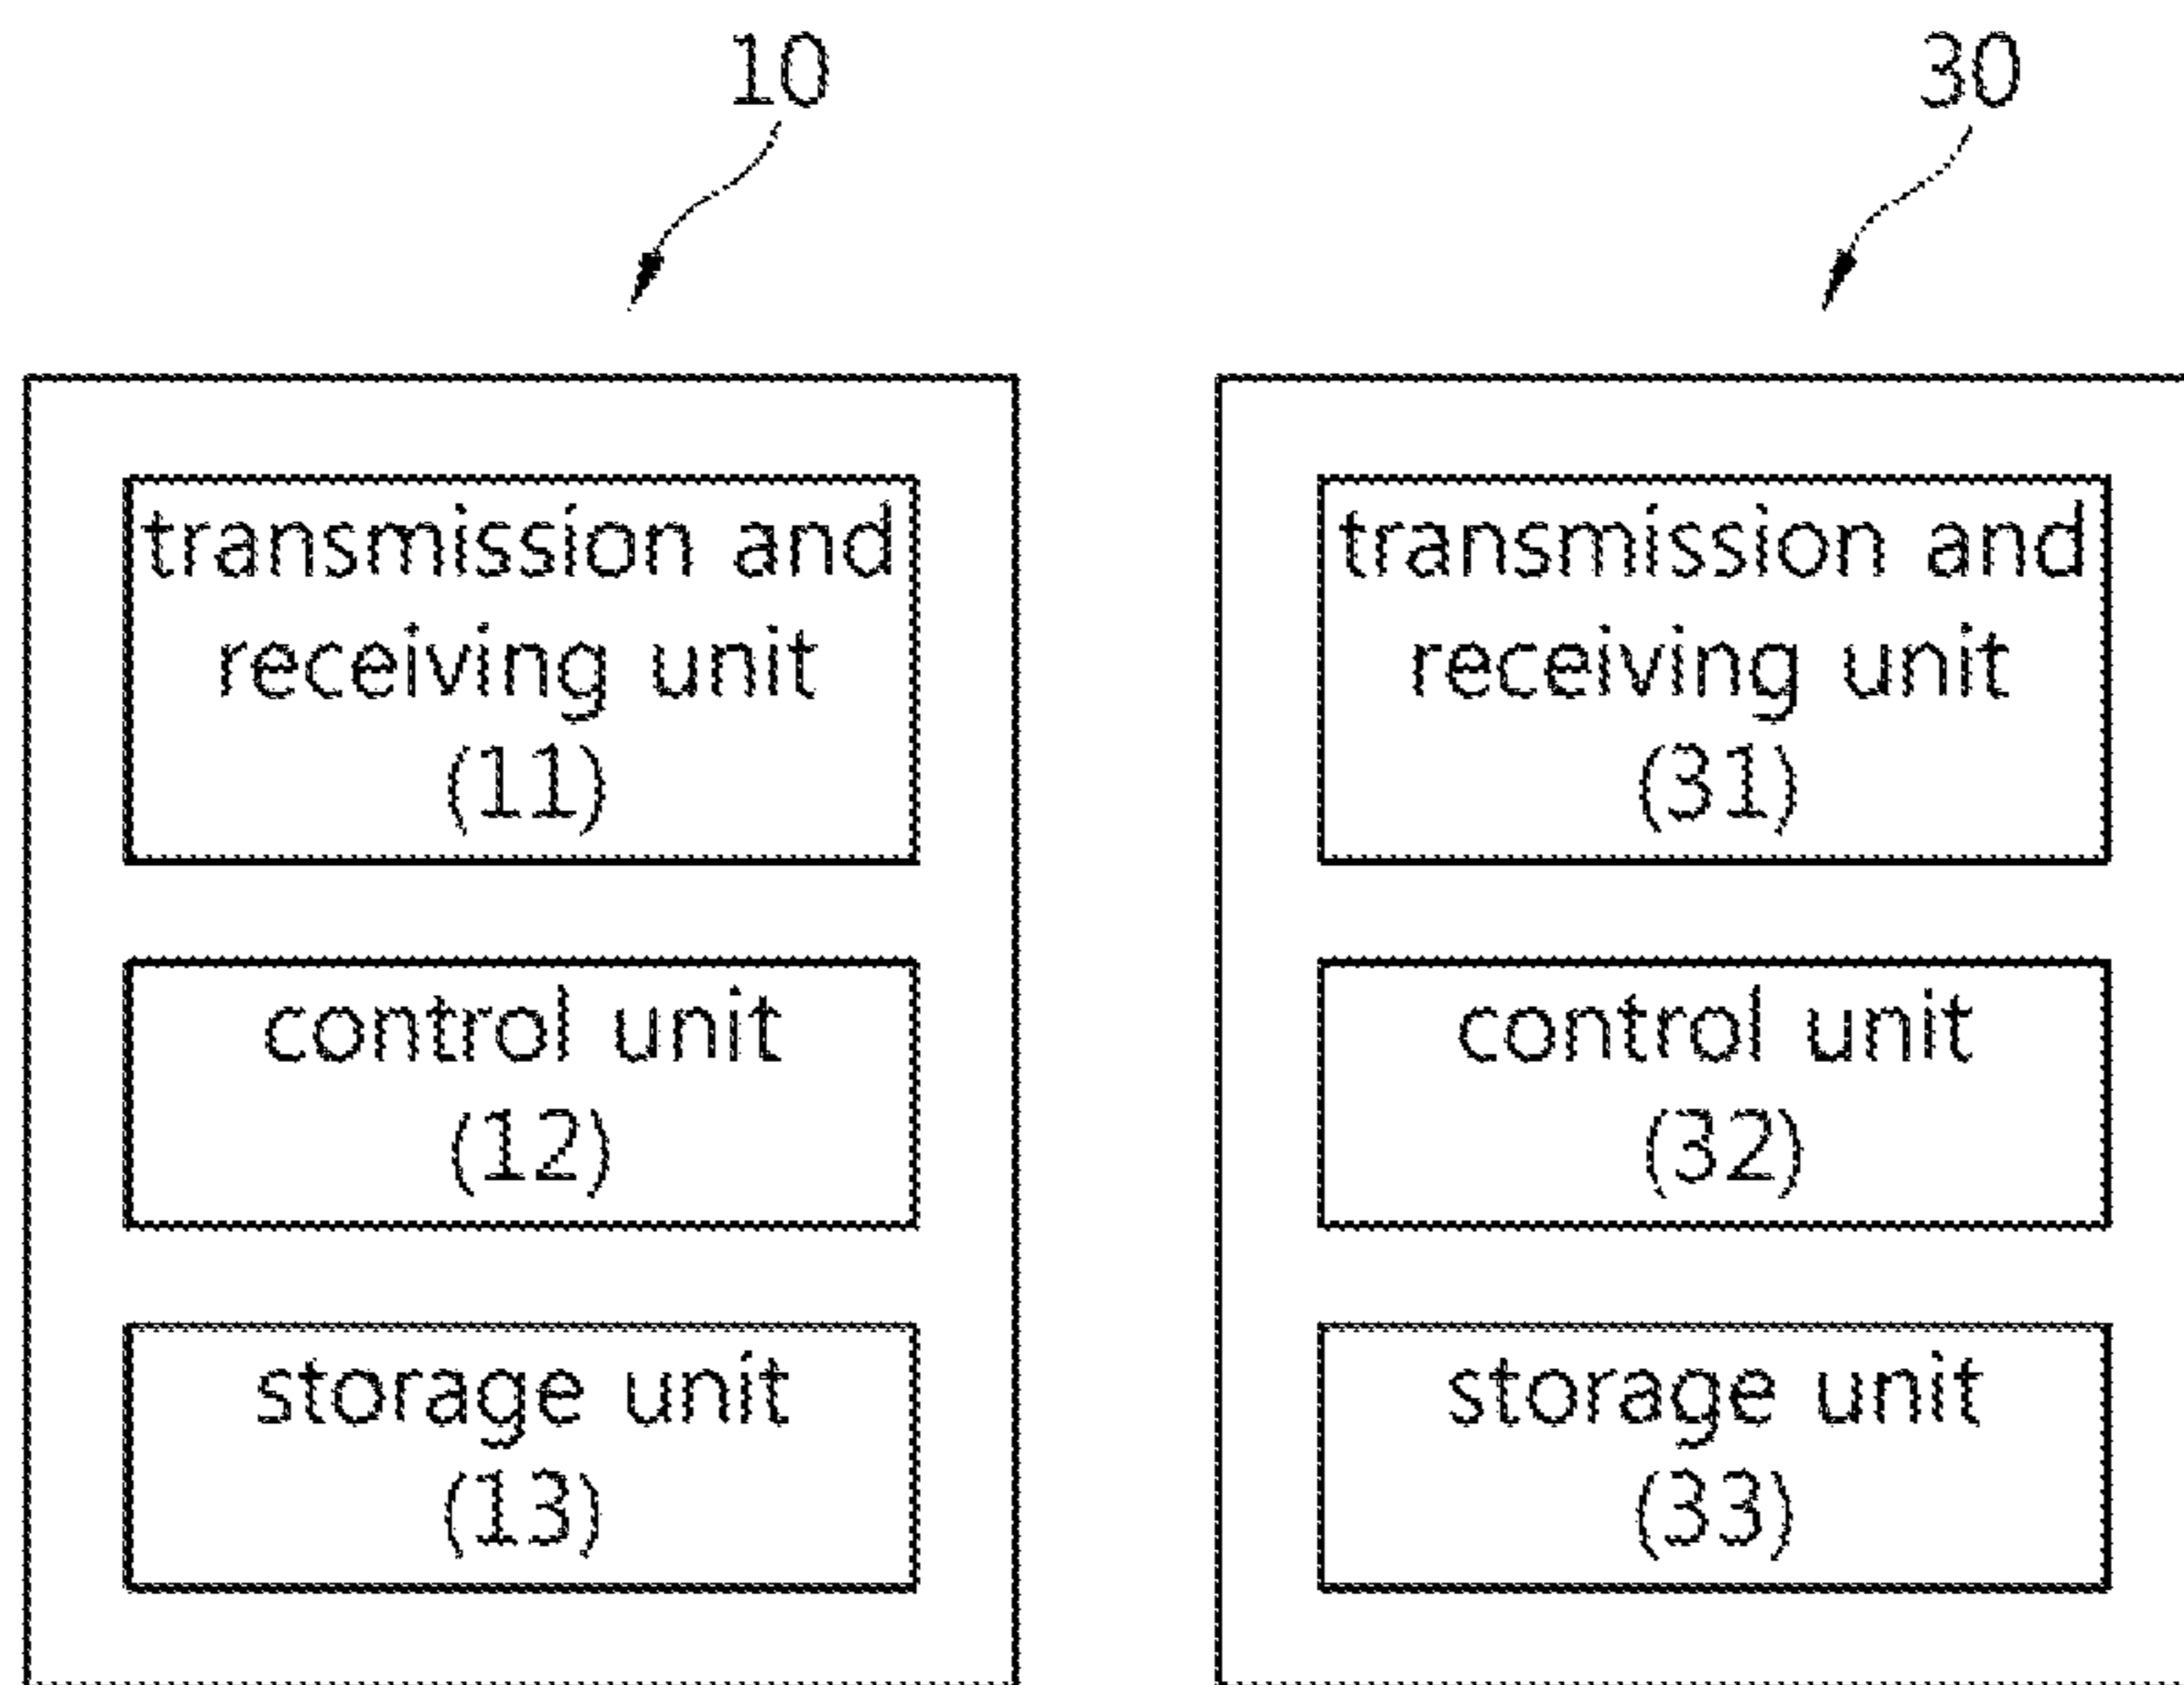 10
transmission and
receiving unit
(11)
control unit
(12)
storage unit
(13)
30
transmission and
receiving unit
(31)
control unit
(32)
storage unit
(33)